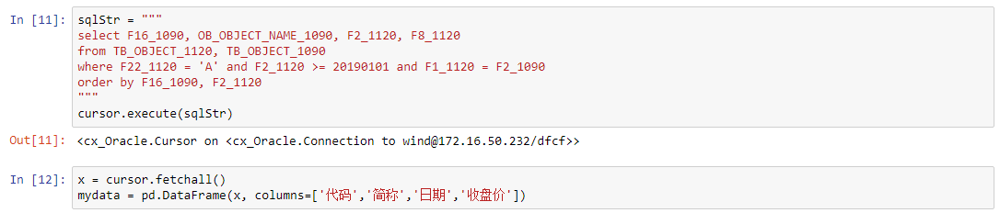 In [11]: sqlStr = """
select F16_1090, OB_OBJECT_NAME_1090, F2_1120, F8_1120
from TB_OBJECT_1120, TB_OBJECT_1090
where F22_1120 = 'A' and F2_1120 >= 20190101 and F1_1120 = F2_1090
order by F16_1090, F2_1120
"""
cursor.execute(sqlStr)
Out[11]: <cx_Oracle.Cursor on <cx_Oracle.Connection to wind@172.16.50.232/dfcf>>
In [12]: x = cursor.fetchall()
mydata = pd.DataFrame(x, columns=['代码','简称','日期','收盘价'])